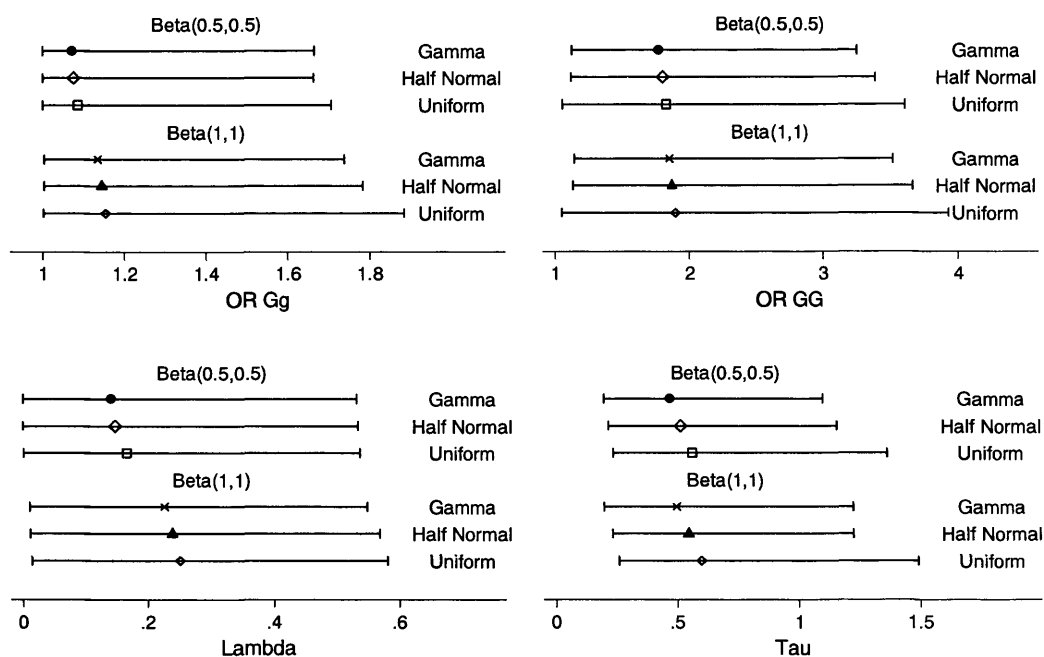 Beta(0.5,0.5)
Gamma
Half Normal
Uniform
Beta(1,1)
Gamma
Half Normal
Uniform
1 1.2 1.4 1.6 1.8
OR Gg
Beta(0.5,0.5)
Gamma
Half Normal
Uniform
Beta(1,1)
Gamma
Half Normal
Uniform
1 2 3 4
OR GG
Beta(0.5,0.5)
Gamma
Half Normal
Uniform
Beta(1,1)
Gamma
Half Normal
Uniform
0 .2 .4 .6
Lambda
Beta(0.5,0.5)
Gamma
Half Normal
Uniform
Beta(1,1)
Gamma
Half Normal
Uniform
0 .5 1 1.5
Tau